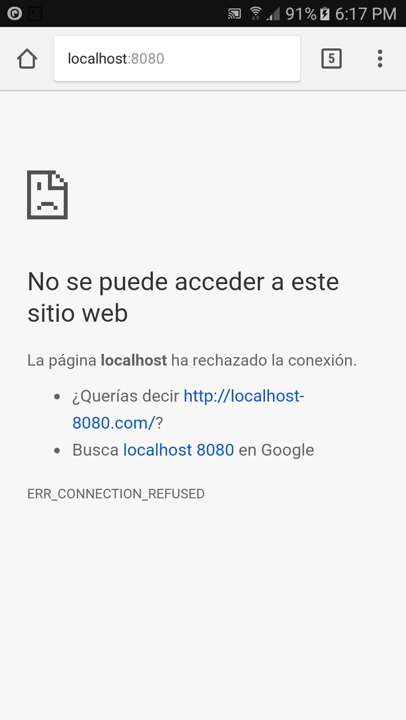 91% 6:17 PM
localhost:8080
5
No se puede acceder a este
sitio web
La página localhost ha rechazado la conexión.
• ¿Querías decir http://localhost-
8080.com/?
• Busca localhost 8080 en Google
ERR_CONNECTION_REFUSED